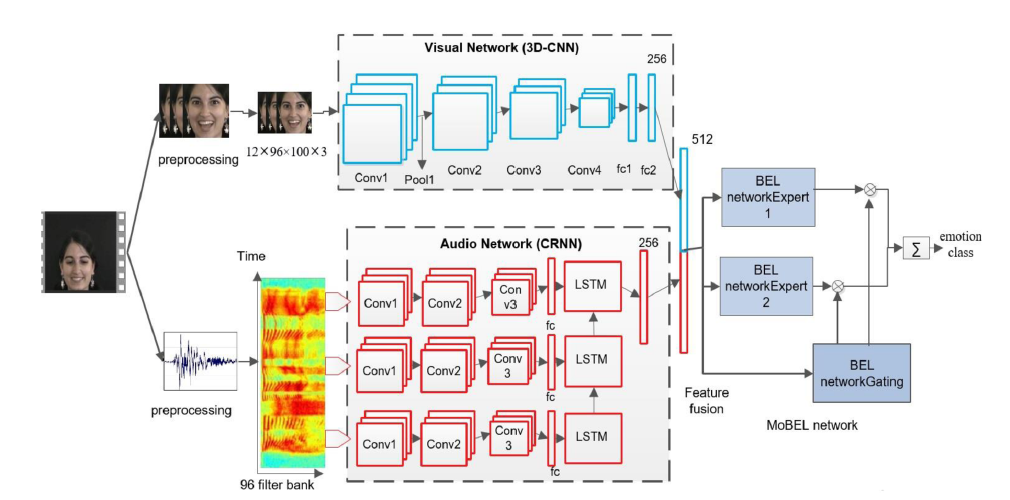 Visual Network (3D-CNN)
256
preprocessing
12×96×100×3
Conv1
Pool1
Conv2
Conv3
Conv4
fc1
fc2
512
BEL
networkExpert
1
Audio Network (CRNN)
256
Time
emotion
class
Σ
BEL
networkExpert
2
Conv1
Conv2
Con
v3
fc
LSTM
Conv1
Conv2
Conv
3
fc
LSTM
BEL
networkGating
preprocessing
Feature
fusion
MoBEL network
Conv1
Conv2
Conv
3
fc
LSTM
96 filter bank